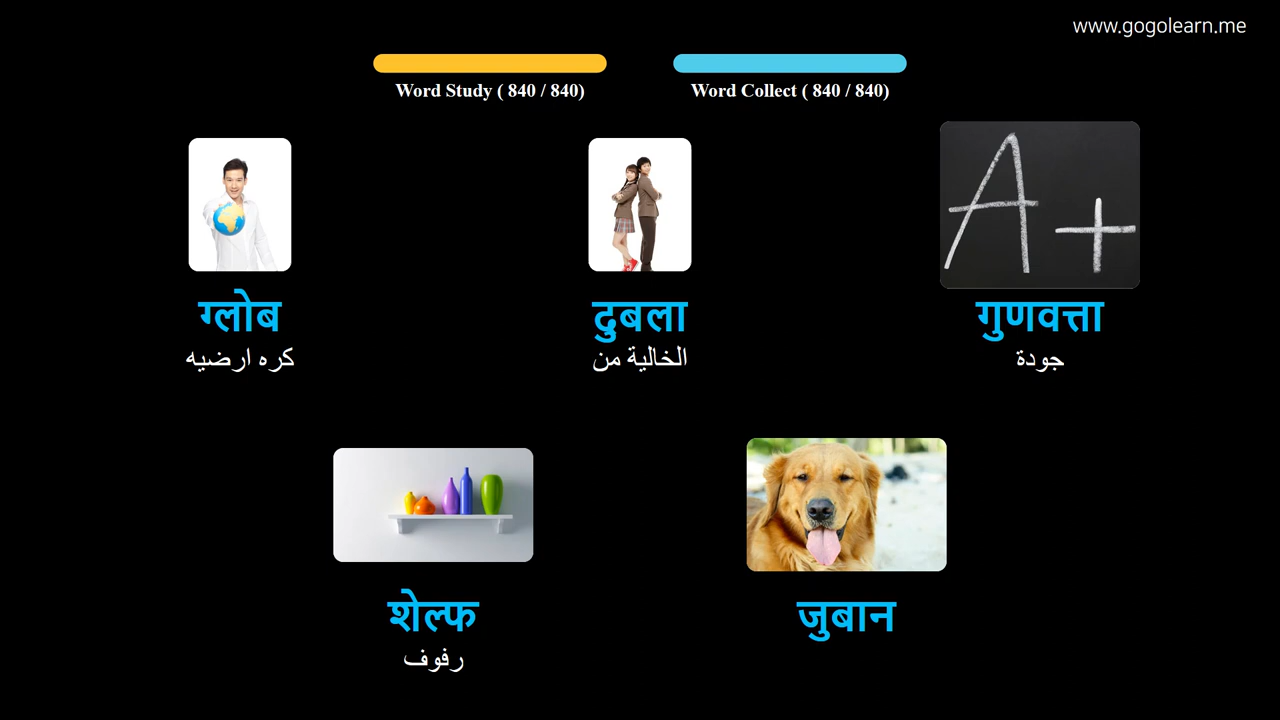 www.gogolearn.me
Word Study ( 840 / 840)
Word Collect ( 840 / 840)
A+
ग्लोब
كره ارضيه
दुबला
الخالية من
गुणवत्ता
جودة
शेल्फ
رفوف
जुबान